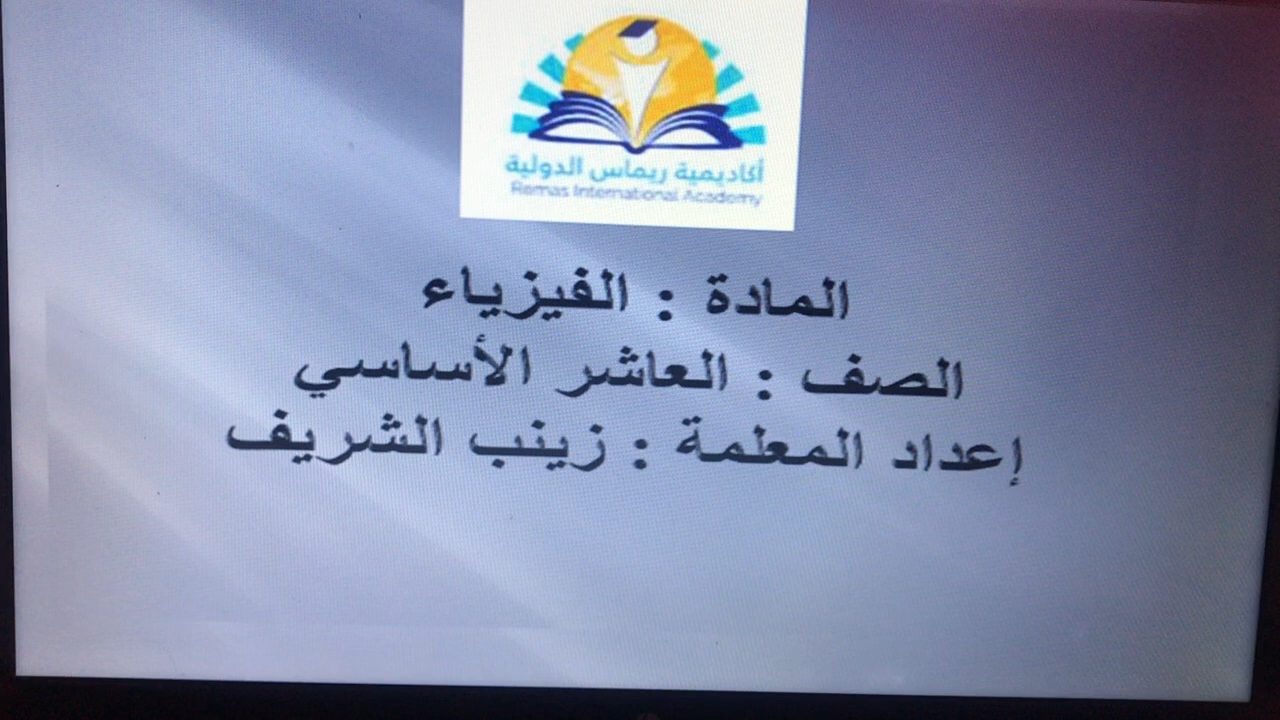 أكاديمية ريماس الدولية
Remas International Academy
المادة : الفيزياء
الصف : العاشر الأساسي
إعداد المعلمة : زينب الشريف